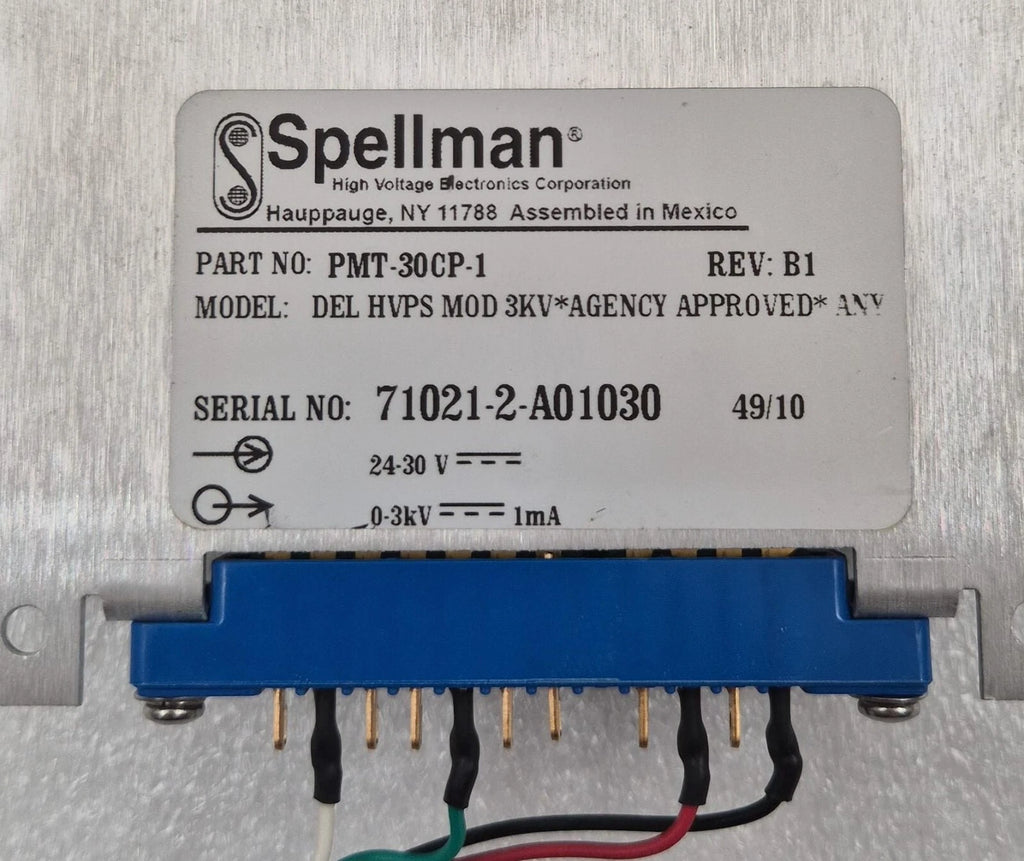 Spellman®
High Voltage Electronics Corporation
Hauppauge, NY 11788 Assembled in Mexico
PART NO: PMT-30CP-1 REV: B1
MODEL: DEL HVPS MOD 3KV*AGENCY APPROVED* ANY
SERIAL NO: 71021-2-A01030 49/10
24-30 V
0-3kV 1mA